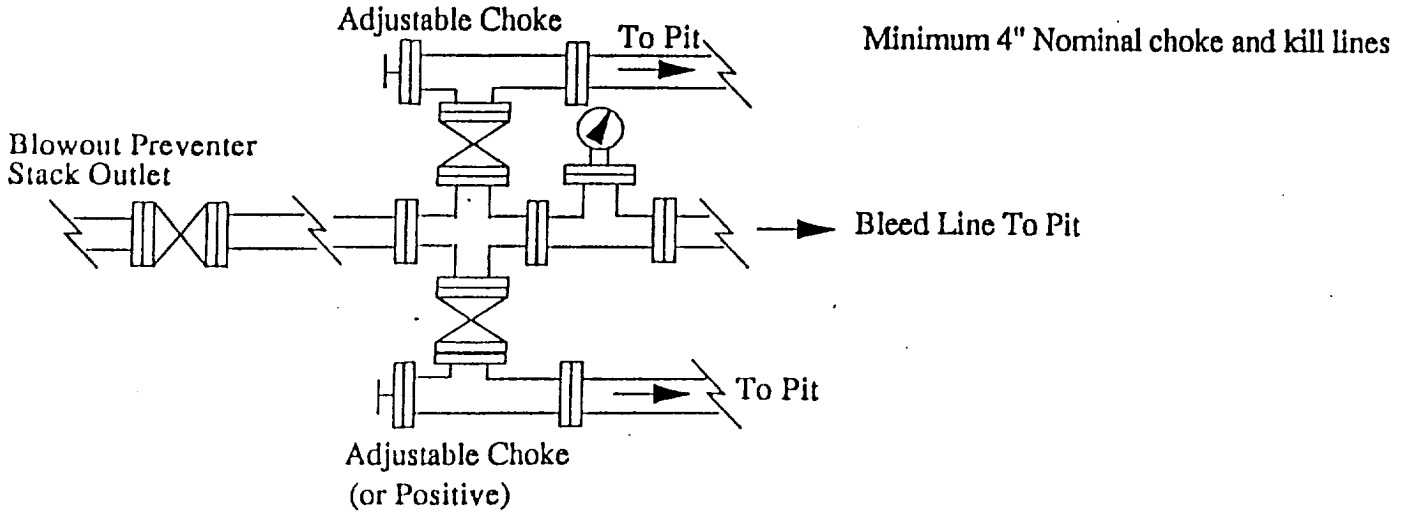 Adjustable Choke
To Pit
Minimum 4" Nominal choke and kill lines
Blowout Preventer
Stack Outlet
Bleed Line To Pit
To Pit
Adjustable Choke
(or Positive)